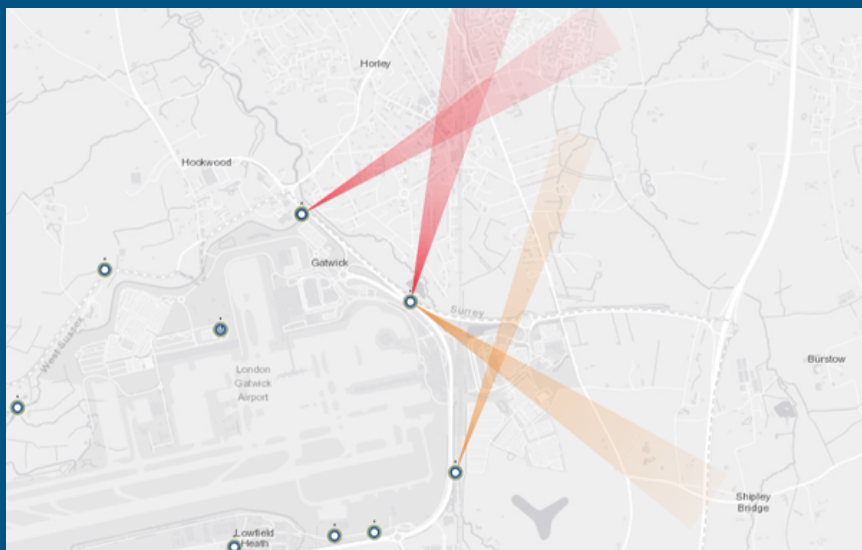 Horley
Hookwood
Gatwick
Surrey
West Sussex
Burstow
London
Gatwick
Airport
Shipley
Bridge
Lowfield
Heath